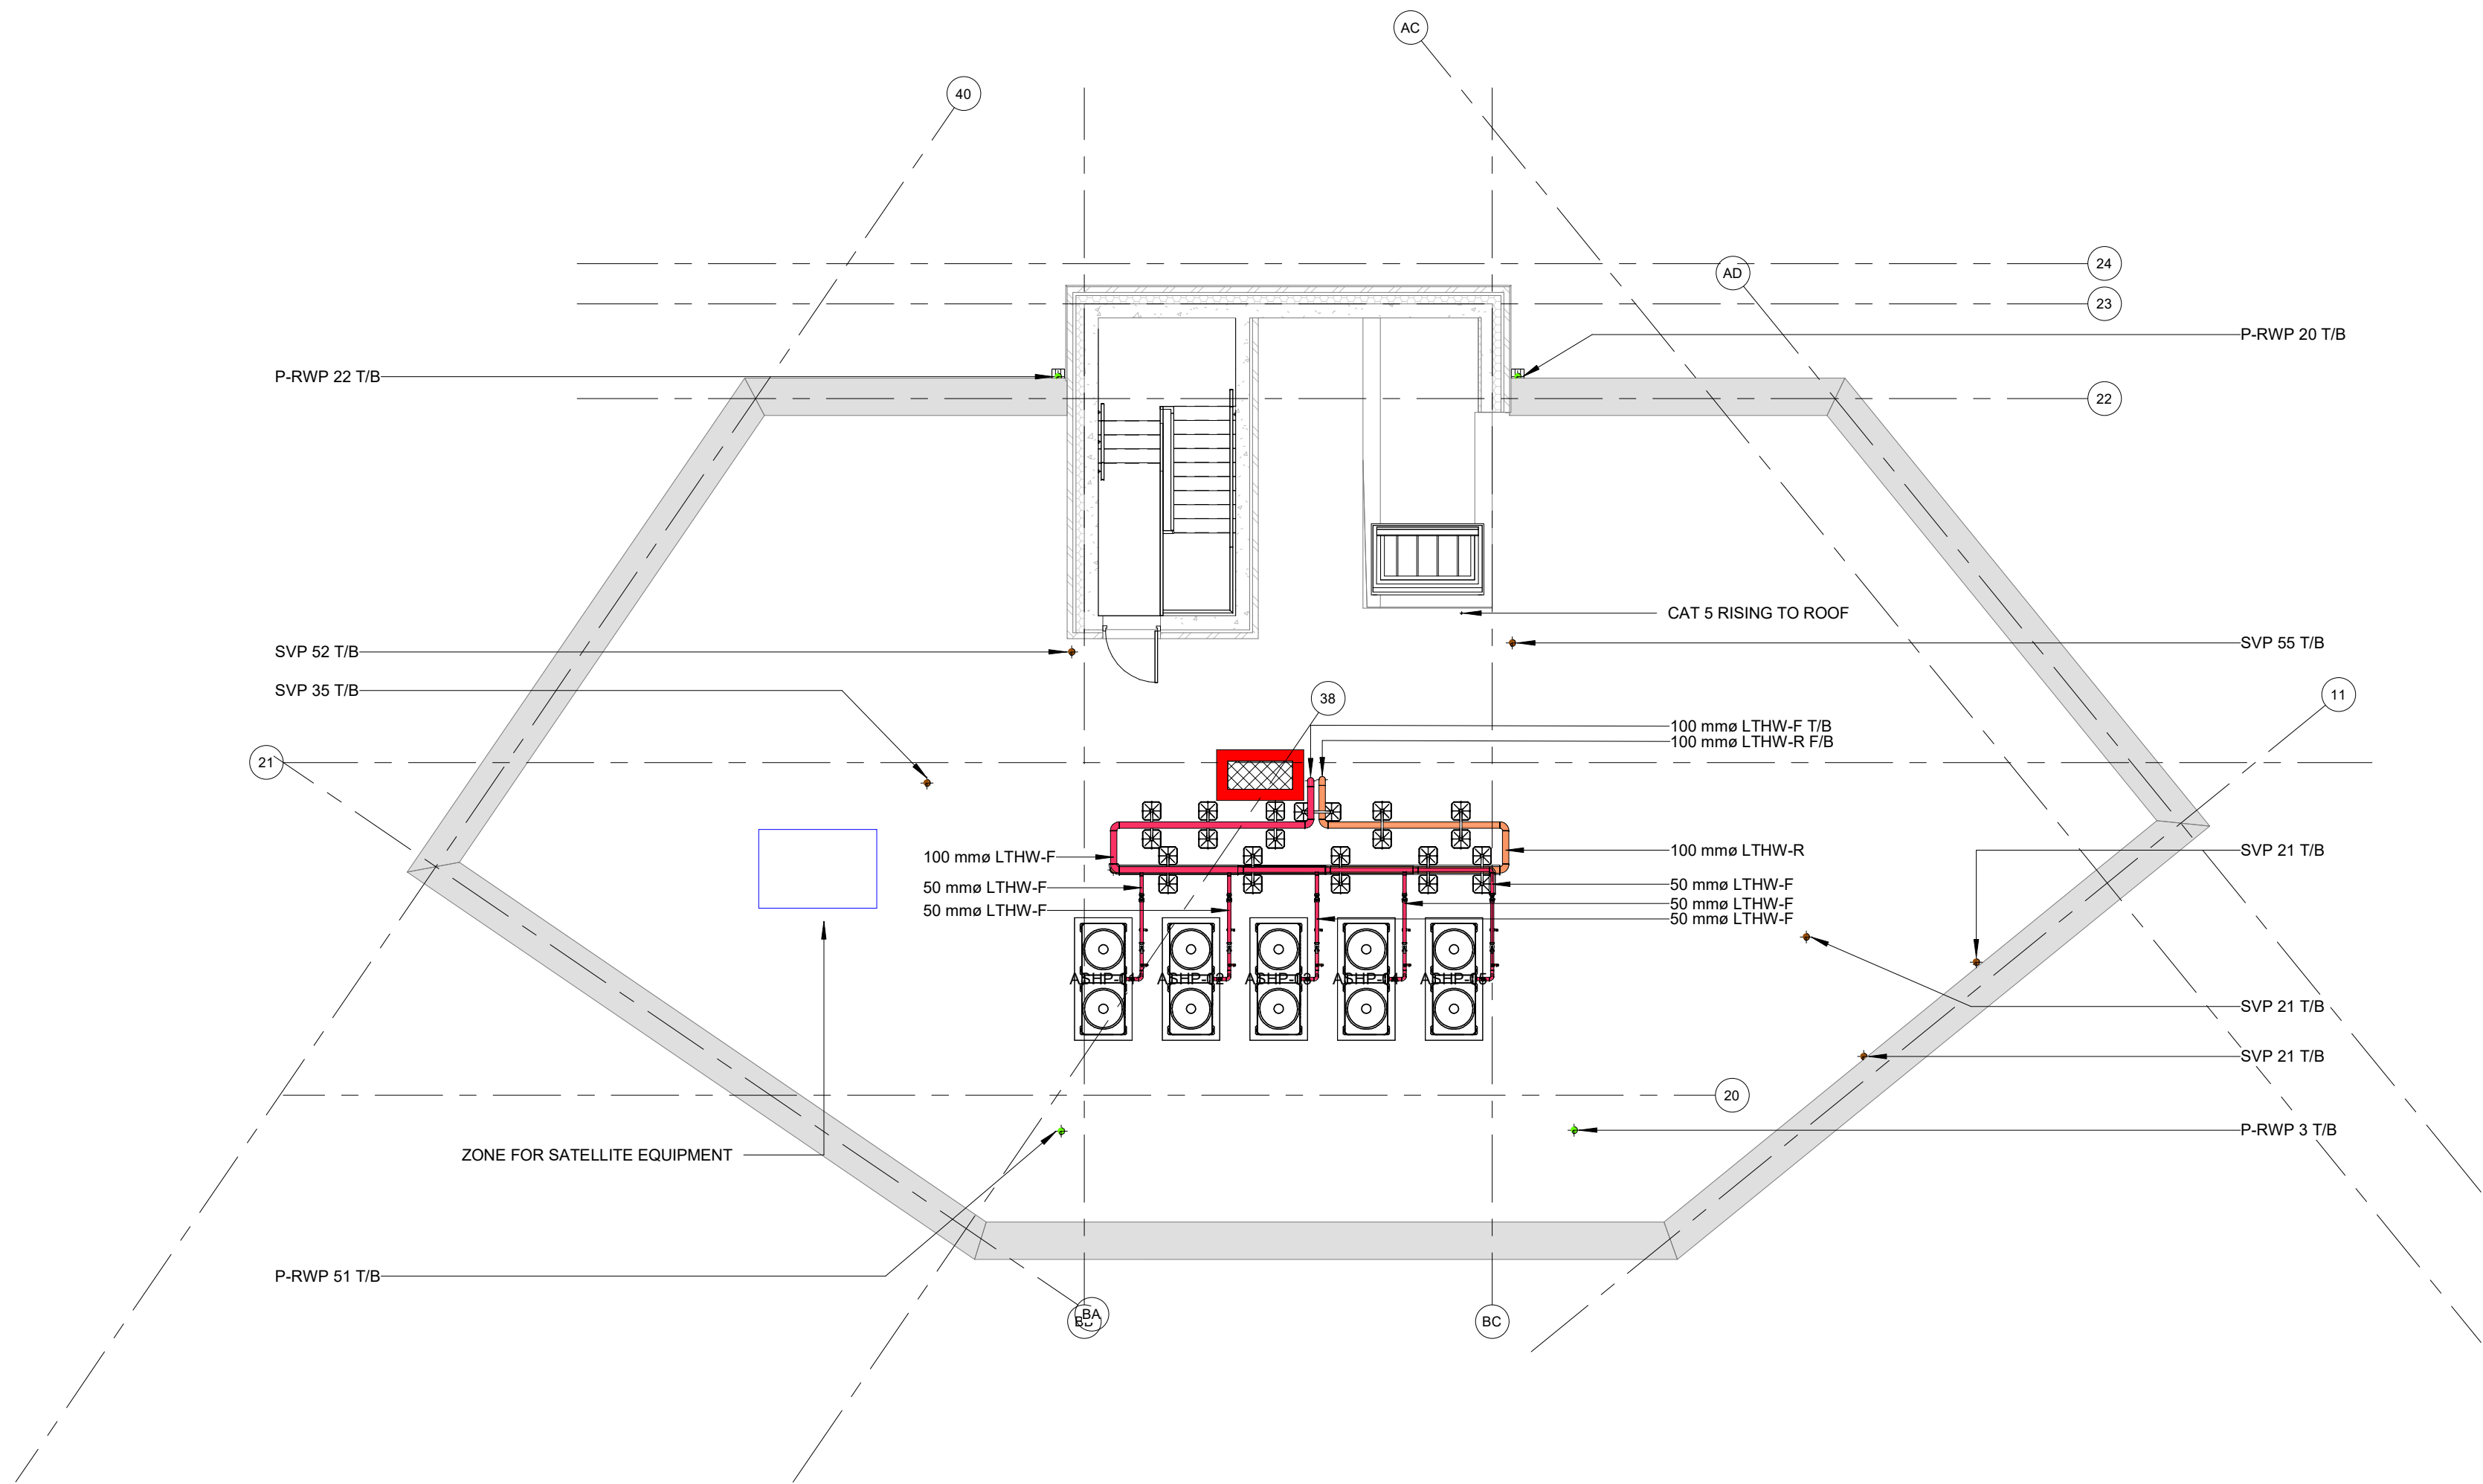 AC
40
24
AD
23
P-RWP 20 T/B
P-RWP 22 T/B
22
CAT 5 RISING TO ROOF
SVP 52 T/B
SVP 55 T/B
SVP 35 T/B
38
11
100 mmø LTHW-F T/B
100 mmø LTHW-R F/B
21
100 mmø LTHW-F
100 mmø LTHW-R
SVP 21 T/B
50 mmø LTHW-F
50 mmø LTHW-F
50 mmø LTHW-F
50 mmø LTHW-F
50 mmø LTHW-F
SVP 21 T/B
SVP 21 T/B
20
P-RWP 3 T/B
ZONE FOR SATELLITE EQUIPMENT
P-RWP 51 T/B
BA
BC